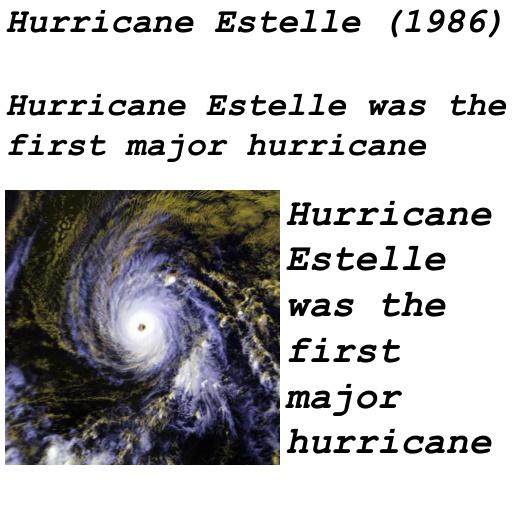 Hurricane Estelle (1986)
Hurricane Estelle was the
first major hurricane
Hurricane
Estelle
was the
first
major
hurricane